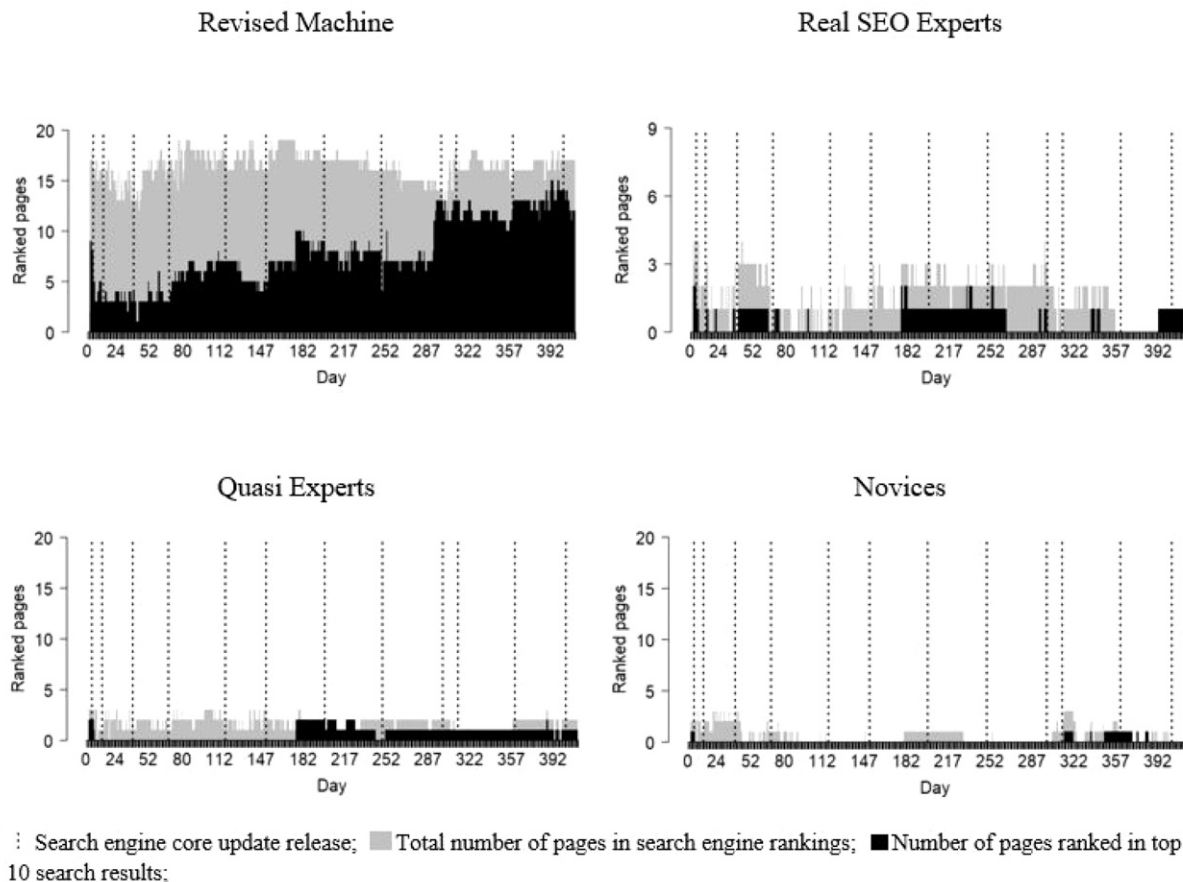 Revised Machine
Real SEO Experts
20
15
10
5
0
Ranked pages
0 24 52 80 112 147 182 217 252 287 322 357 392
Day
9
6
3
0
Ranked pages
0 24 52 80 112 147 182 217 252 287 322 357 392
Day
Quasi Experts
Novices
20
15
10
5
0
Ranked pages
0 24 52 80 112 147 182 217 252 287 322 357 392
Day
20
15
10
5
0
Ranked pages
0 24 52 80 112 147 182 217 252 287 322 357 392
Day
Search engine core update release; Total number of pages in search engine rankings; Number of pages ranked in top
10 search results;